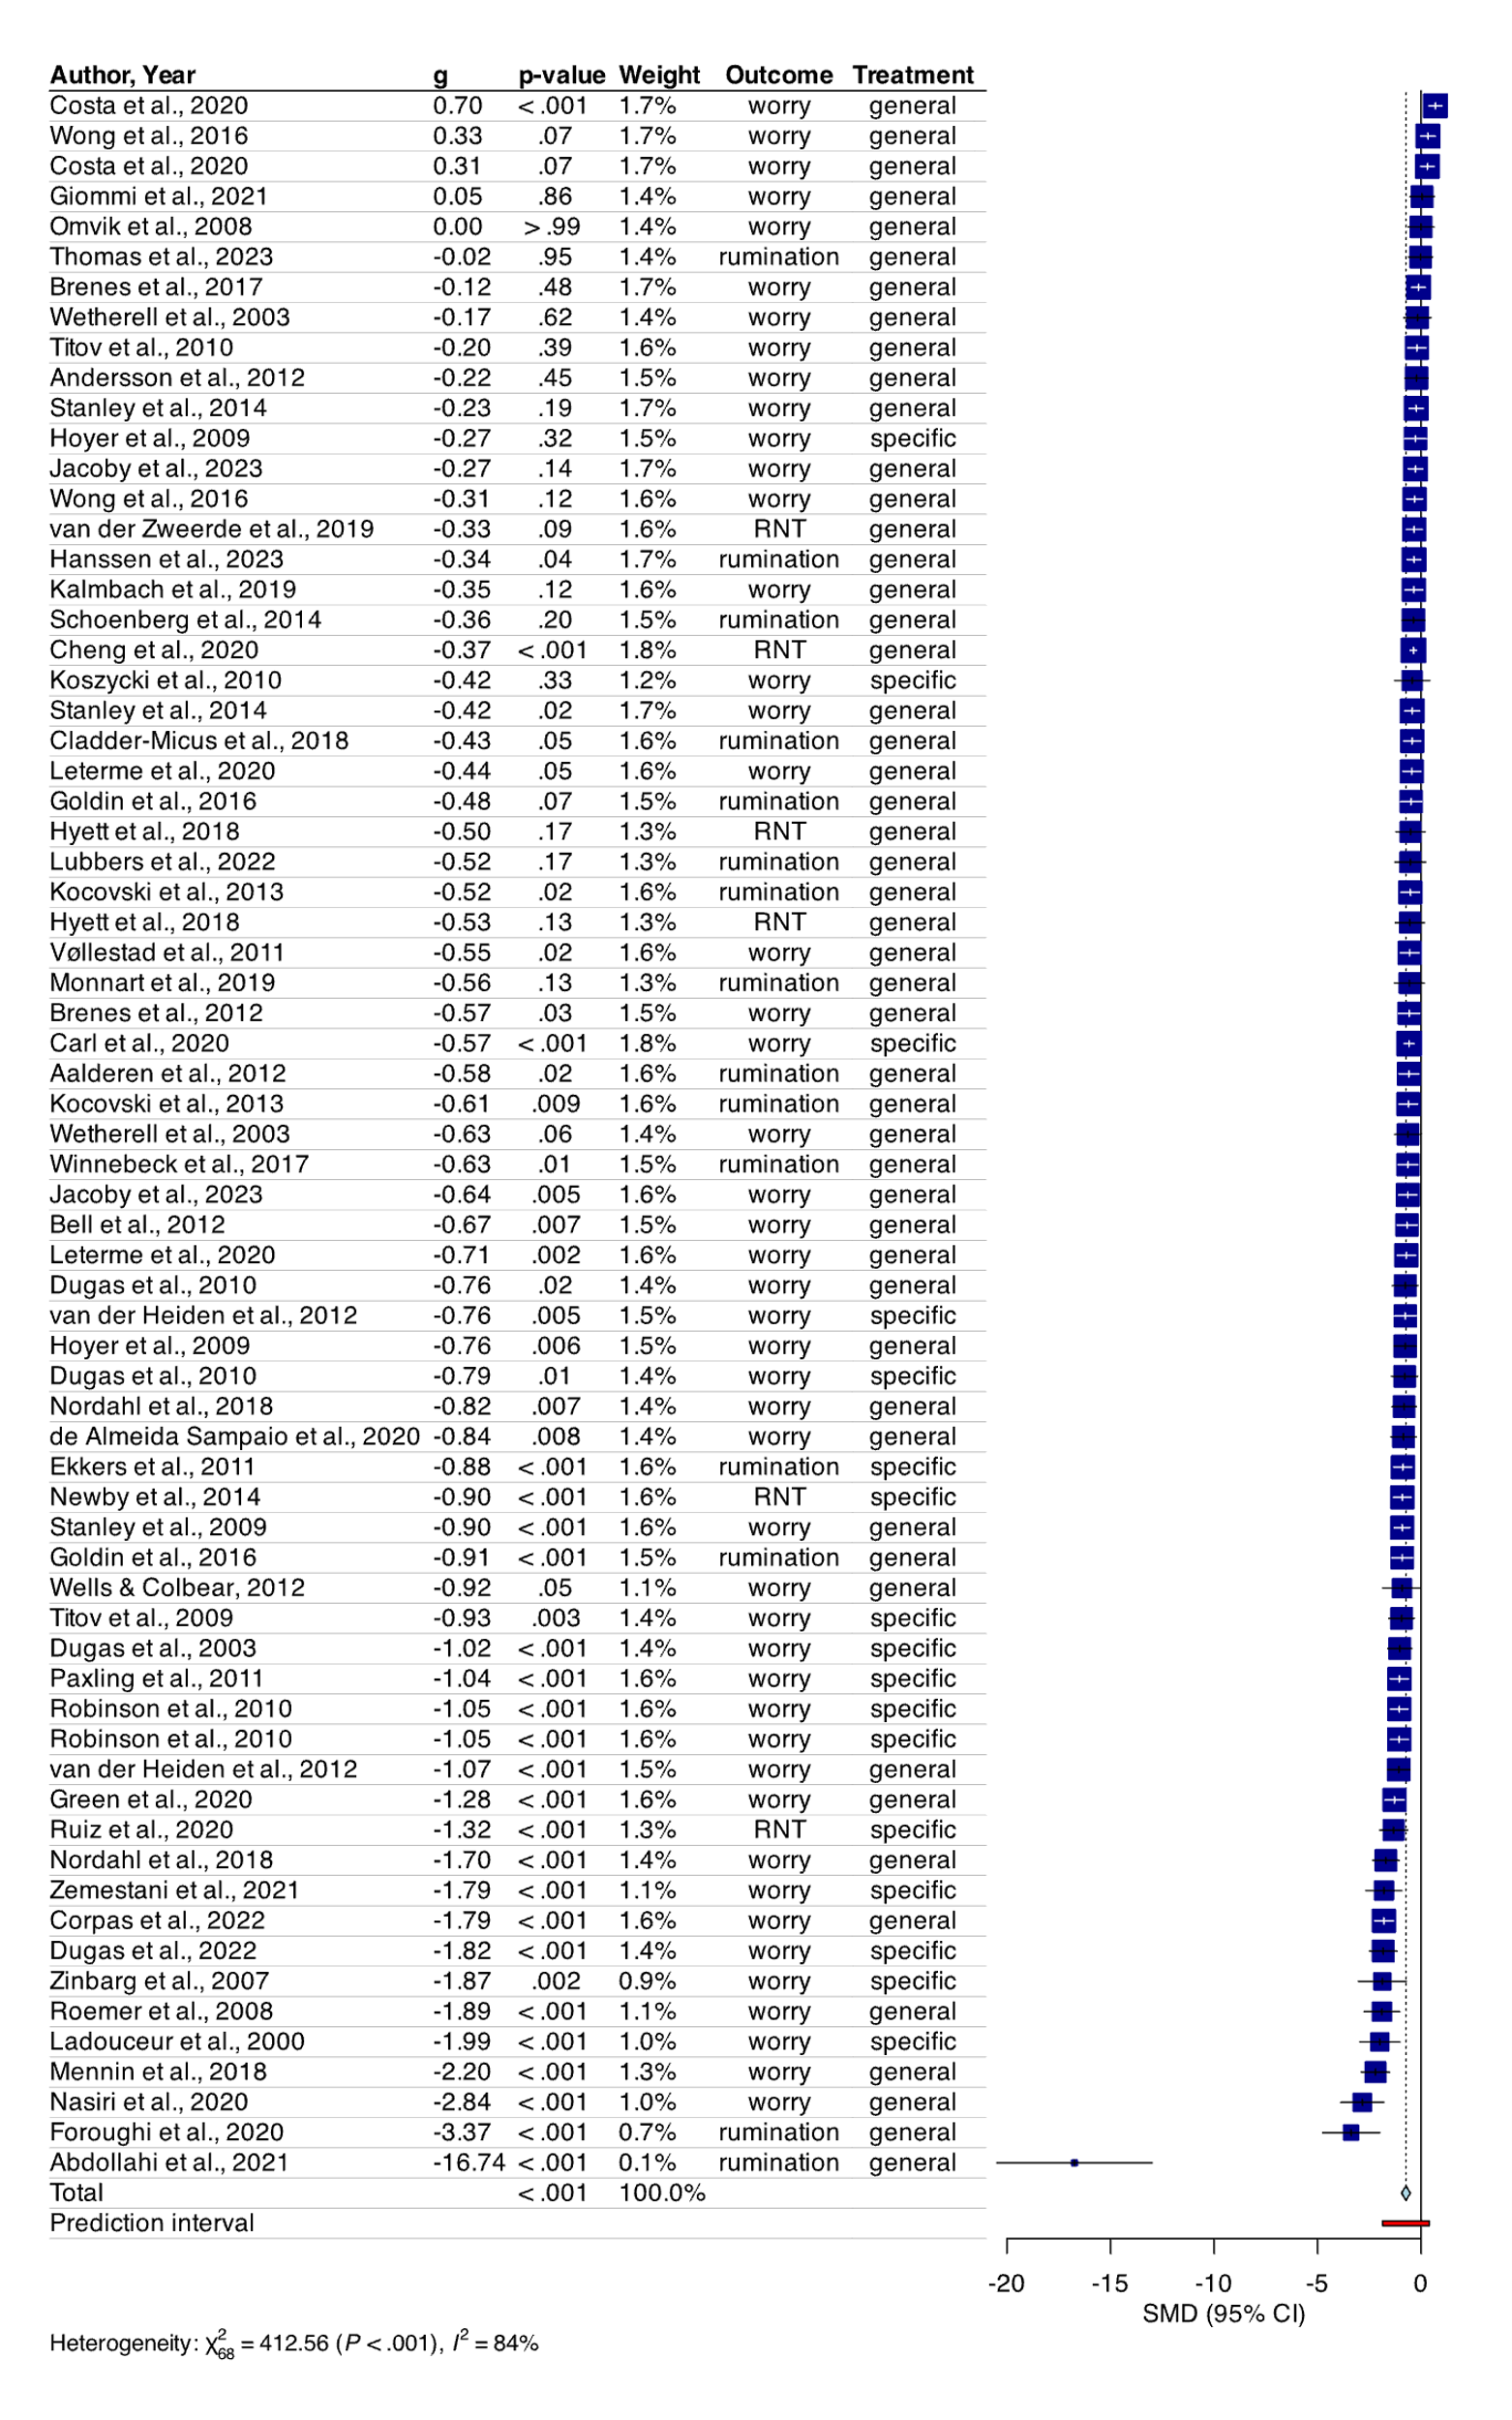 Author, Year g p-value Weight Outcome Treatment
Costa et al., 2020 0.70 < .001 1.7% worry general
Wong et al., 2016 0.33 .07 1.7% worry general
Costa et al., 2020 0.31 .07 1.7% worry general
Giommi et al., 2021 0.05 .86 1.4% worry general
Omvik et al., 2008 0.00 > .99 1.4% worry general
Thomas et al., 2023 -0.02 .95 1.4% rumination general
Brenes et al., 2017 -0.12 .48 1.7% worry general
Wetherell et al., 2003 -0.17 .62 1.4% worry general
Titov et al., 2010 -0.20 .39 1.6% worry general
Andersson et al., 2012 -0.22 .45 1.5% worry general
Stanley et al., 2014 -0.23 .19 1.7% worry general
Hoyer et al., 2009 -0.27 .32 1.5% worry specific
Jacoby et al., 2023 -0.27 .14 1.7% worry general
Wong et al., 2016 -0.31 .12 1.6% worry general
van der Zweerde et al., 2019 -0.33 .09 1.6% RNT general
Hanssen et al., 2023 -0.34 .04 1.7% rumination general
Kalmbach et al., 2019 -0.35 .12 1.6% worry general
Schoenberg et al., 2014 -0.36 .20 1.5% rumination general
Cheng et al., 2020 -0.37 < .001 1.8% RNT general
Koszycki et al., 2010 -0.42 .33 1.2% worry specific
Stanley et al., 2014 -0.42 .02 1.7% worry general
Cladder-Micus et al., 2018 -0.43 .05 1.6% rumination general
Leterme et al., 2020 -0.44 .05 1.6% worry general
Goldin et al., 2016 -0.48 .07 1.5% rumination general
Hyett et al., 2018 -0.50 .17 1.3% RNT general
Lubbers et al., 2022 -0.52 .17 1.3% rumination general
Kocovski et al., 2013 -0.52 .02 1.6% rumination general
Hyett et al., 2018 -0.53 .13 1.3% RNT general
Vøllestad et al., 2011 -0.55 .02 1.6% worry general
Monnart et al., 2019 -0.56 .13 1.3% rumination general
Brenes et al., 2012 -0.57 .03 1.5% worry general
Carl et al., 2020 -0.57 < .001 1.8% worry specific
Aalderen et al., 2012 -0.58 .02 1.6% rumination general
Kocovski et al., 2013 -0.61 .009 1.6% rumination general
Wetherell et al., 2003 -0.63 .06 1.4% worry general
Winnebeck et al., 2017 -0.63 .01 1.5% rumination general
Jacoby et al., 2023 -0.64 .005 1.6% worry general
Bell et al., 2012 -0.67 .007 1.5% worry general
Leterme et al., 2020 -0.71 .002 1.6% worry general
Dugas et al., 2010 -0.76 .02 1.4% worry general
van der Heiden et al., 2012 -0.76 .005 1.5% worry specific
Hoyer et al., 2009 -0.76 .006 1.5% worry general
Dugas et al., 2010 -0.79 .01 1.4% worry specific
Nordahl et al., 2018 -0.82 .007 1.4% worry general
de Almeida Sampaio et al., 2020 -0.84 .008 1.4% worry general
Ekkers et al., 2011 -0.88 < .001 1.6% rumination specific
Newby et al., 2014 -0.90 < .001 1.6% RNT specific
Stanley et al., 2009 -0.90 < .001 1.6% worry general
Goldin et al., 2016 -0.91 < .001 1.5% rumination general
Wells & Colbear, 2012 -0.92 .05 1.1% worry general
Titov et al., 2009 -0.93 .003 1.4% worry specific
Dugas et al., 2003 -1.02 < .001 1.4% worry specific
Paxling et al., 2011 -1.04 < .001 1.6% worry specific
Robinson et al., 2010 -1.05 < .001 1.6% worry specific
Robinson et al., 2010 -1.05 < .001 1.6% worry specific
van der Heiden et al., 2012 -1.07 < .001 1.5% worry general
Green et al., 2020 -1.28 < .001 1.6% worry general
Ruiz et al., 2020 -1.32 < .001 1.3% RNT specific
Nordahl et al., 2018 -1.70 < .001 1.4% worry general
Zemestani et al., 2021 -1.79 < .001 1.1% worry specific
Corpas et al., 2022 -1.79 < .001 1.6% worry general
Dugas et al., 2022 -1.82 < .001 1.4% worry specific
Zinbarg et al., 2007 -1.87 .002 0.9% worry specific
Roemer et al., 2008 -1.89 < .001 1.1% worry general
Ladouceur et al., 2000 -1.99 < .001 1.0% worry specific
Mennin et al., 2018 -2.20 < .001 1.3% worry general
Nasiri et al., 2020 -2.84 < .001 1.0% worry general
Foroughi et al., 2020 -3.37 < .001 0.7% rumination general
Abdollahi et al., 2021 -16.74 < .001 0.1% rumination general
Total < .001 100.0%
Prediction interval
-20 -15 -10 -5 0
SMD (95% CI)
Heterogeneity: χ²₆₈ = 412.56 (P < .001), I² = 84%